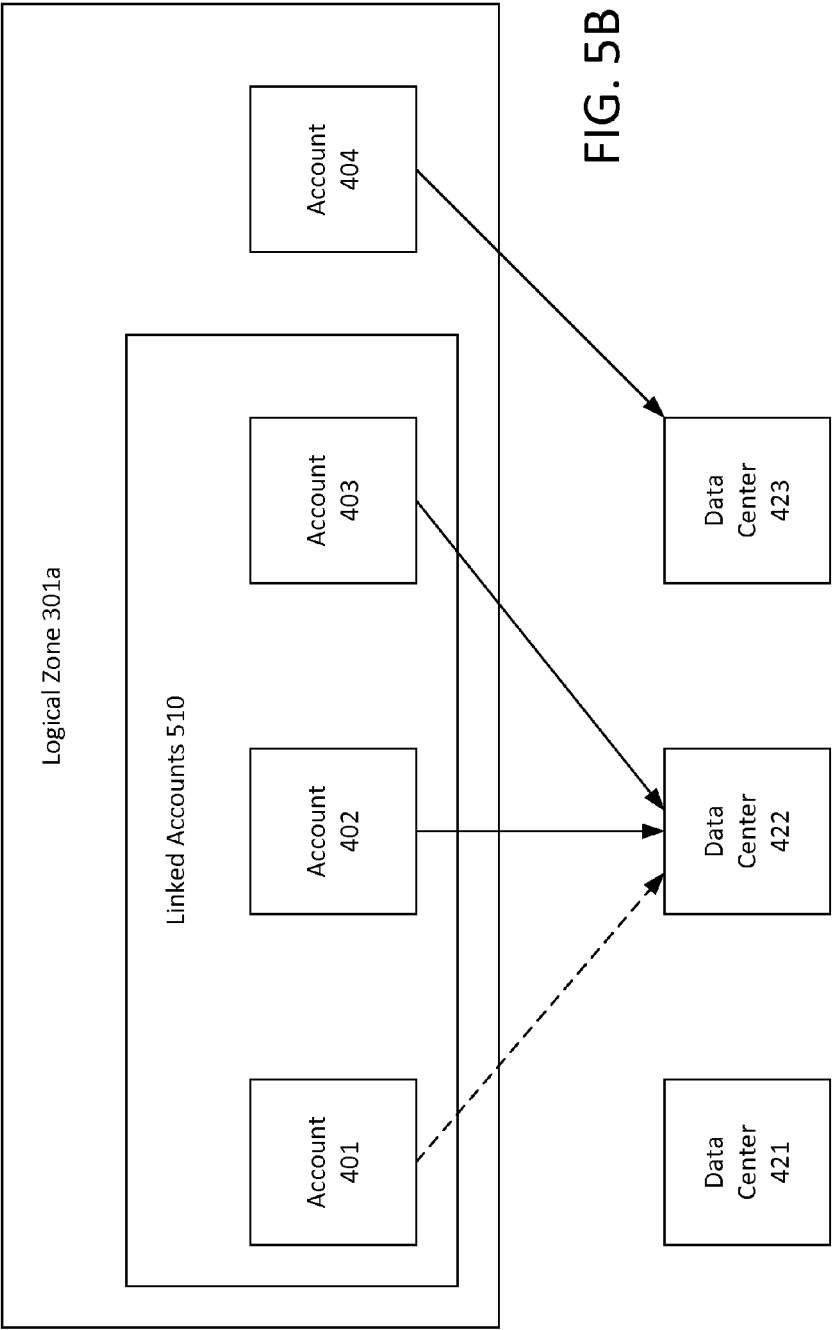 Logical Zone 301a
Linked Accounts 510
Account
401
Account
402
Account
403
Account
404
Data
Center
421
Data
Center
422
Data
Center
423
FIG. 5B